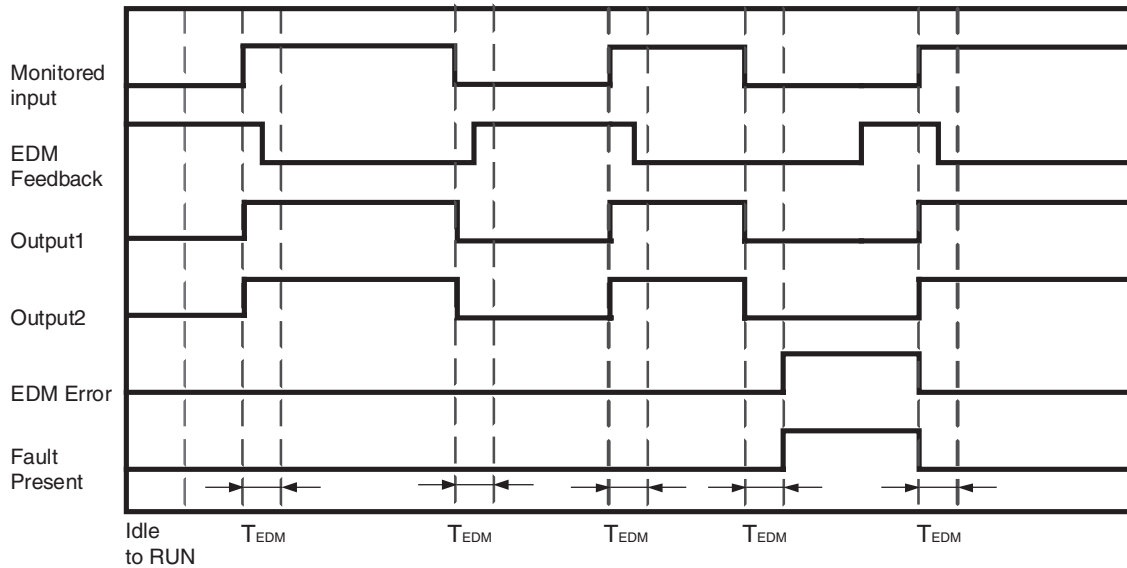 Monitored
input
EDM
Feedback
Output1
Output2
EDM Error
Fault
Present
Idle
to RUN
TEDM
TEDM
TEDM
TEDM
TEDM